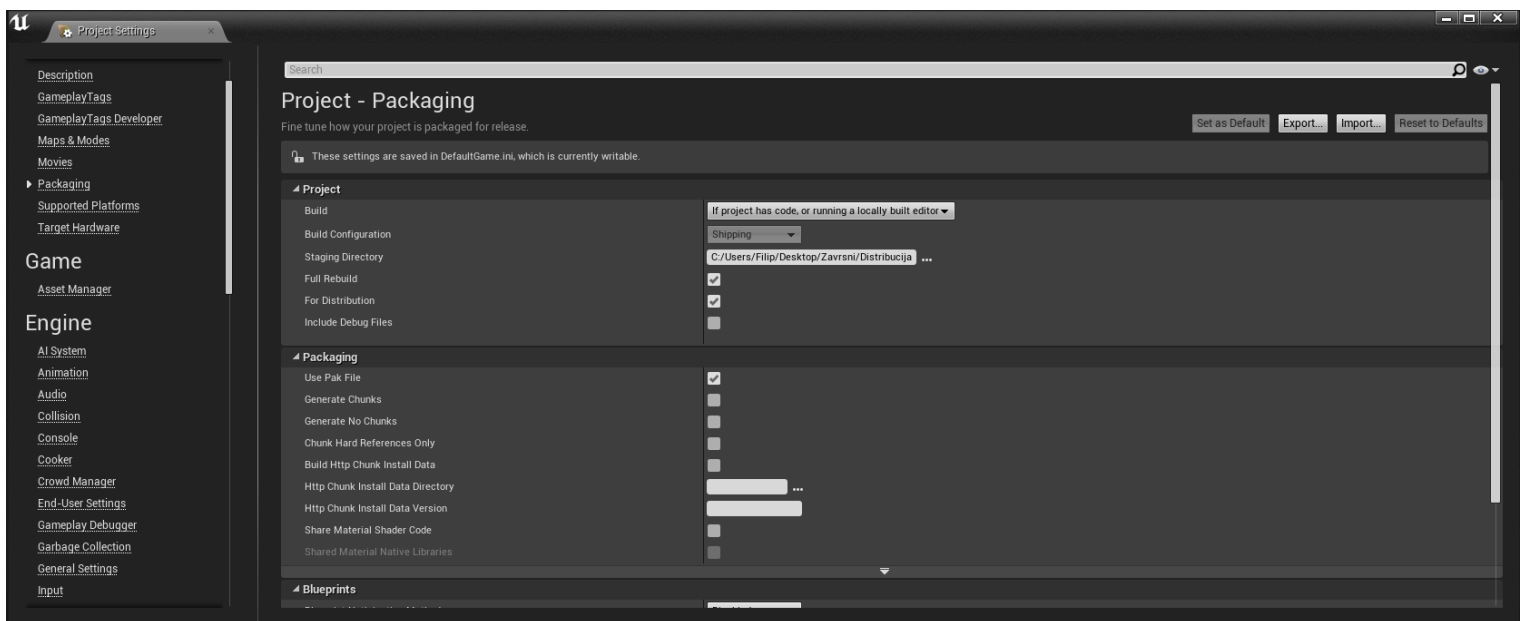 Project Settings
Description
GameplayTags
GameplayTags Developer
Maps & Modes
Movies
Packaging
Supported Platforms
Target Hardware
Game
Asset Manager
Engine
AI System
Animation
Audio
Collision
Console
Cooker
Crowd Manager
End-User Settings
Gameplay Debugger
Garbage Collection
General Settings
Input
Search
Project - Packaging
Fine tune how your project is packaged for release.
Set as Default Export... Import... Reset to Defaults
These settings are saved in DefaultGame.ini, which is currently writable.
Project
Build If project has code, or running a locally built editor
Build Configuration Shipping
Staging Directory C:/Users/Filip/Desktop/Zavrsni/Distribucija ...
Full Rebuild
For Distribution
Include Debug Files
Packaging
Use Pak File
Generate Chunks
Generate No Chunks
Chunk Hard References Only
Build Http Chunk Install Data
Http Chunk Install Data Directory ...
Http Chunk Install Data Version
Share Material Shader Code
Shared Material Native Libraries
Blueprints